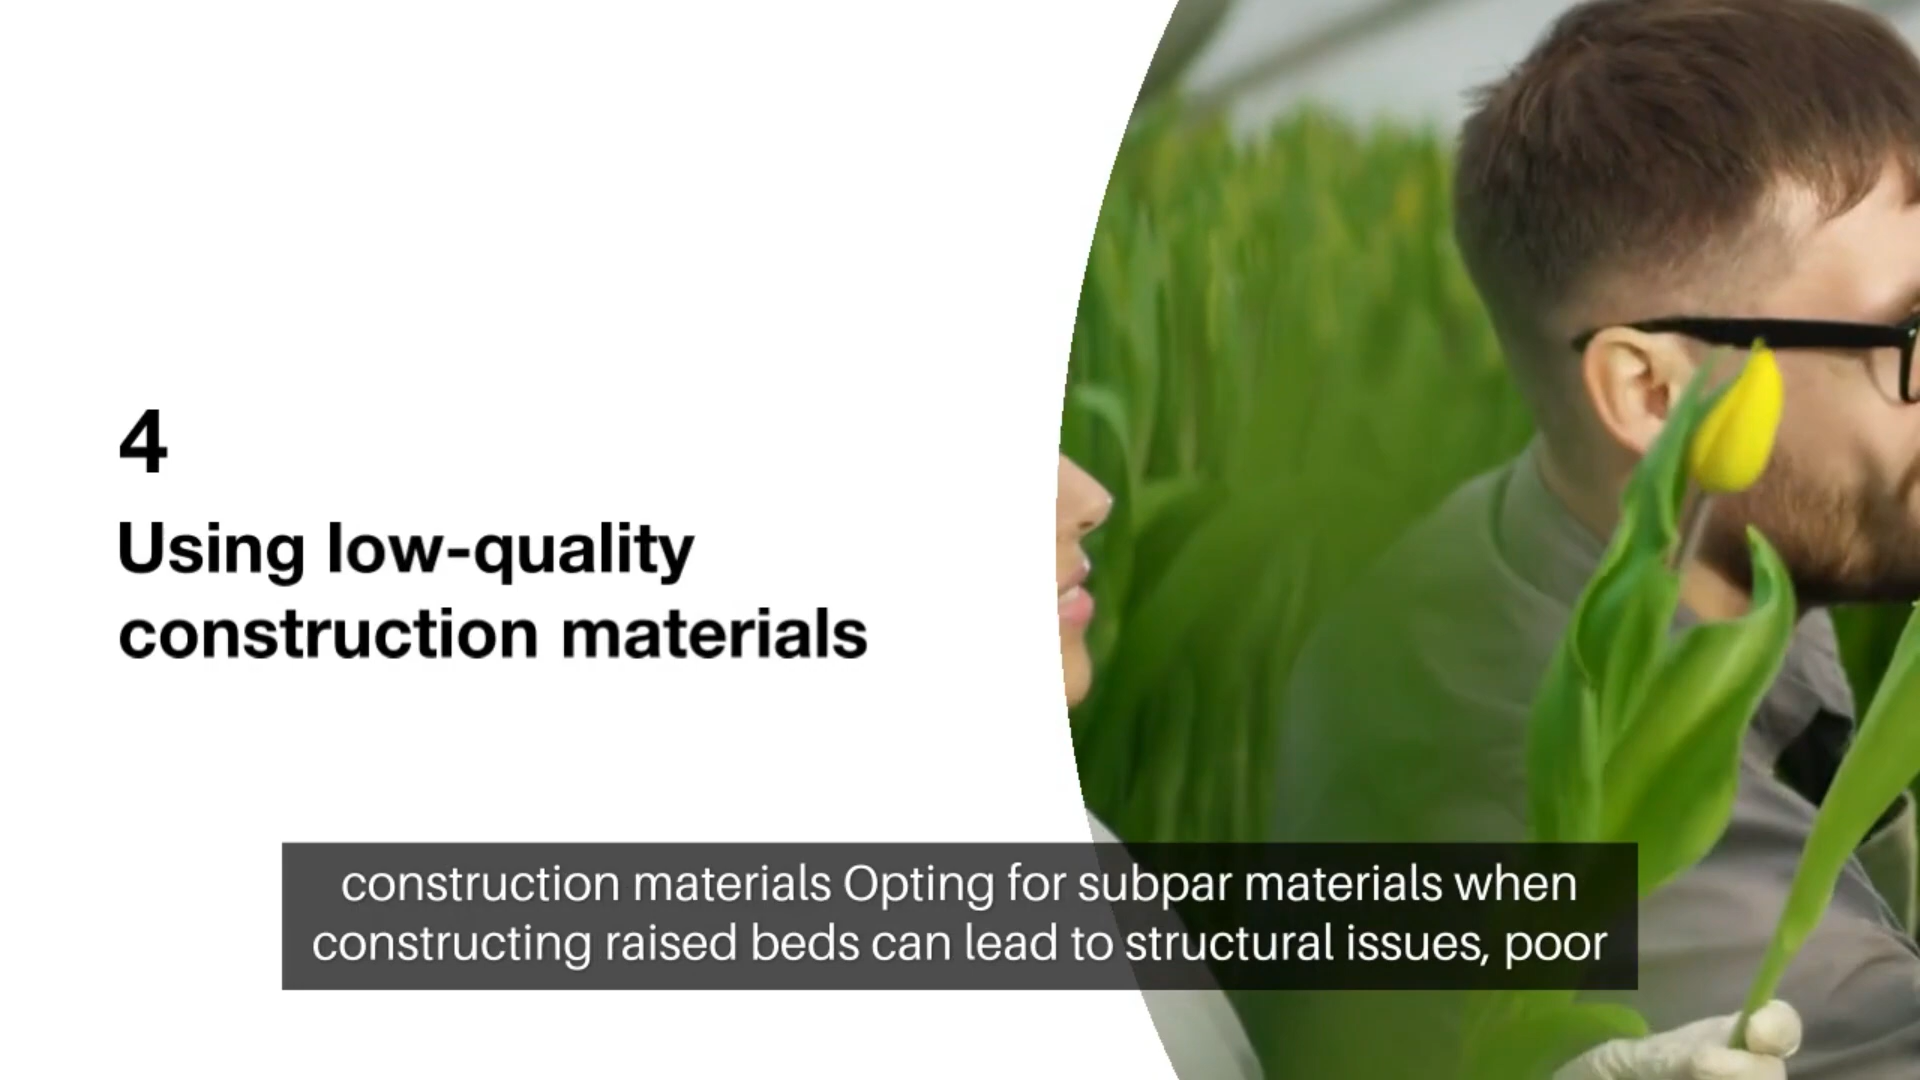 4
Using low-quality
construction materials
construction materials Opting for subpar materials when
constructing raised beds can lead to structural issues, poor